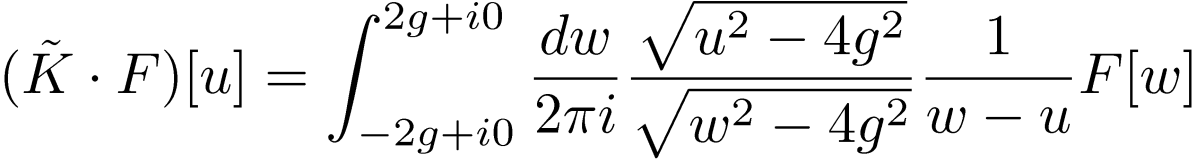 $(\tilde{K} \cdot F)[u] = \int_{-2g+i0}^{2g+i0} \frac{dw}{2\pi i} \frac{\sqrt{u^2 - 4g^2}}{\sqrt{w^2 - 4g^2}} \frac{1}{w - u} F[w]$